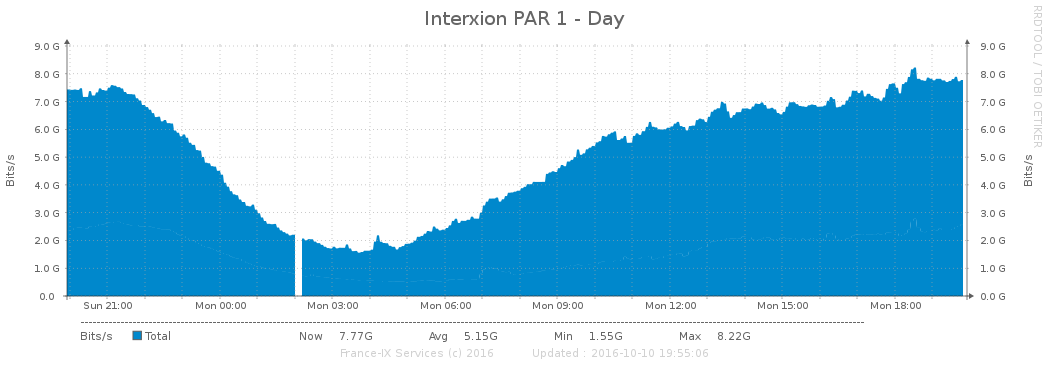 Interxion PAR 1 - Day
RRDTOOL / TOBI OETIKER
Bits/s
9.0 G 9.0 G
8.0 G 8.0 G
7.0 G 7.0 G
6.0 G 6.0 G
5.0 G 5.0 G
4.0 G 4.0 G
3.0 G 3.0 G
2.0 G 2.0 G
1.0 G 1.0 G
0.0 0.0 G
Bits/s
Sun 21:00 Mon 00:00 Mon 03:00 Mon 06:00 Mon 09:00 Mon 12:00 Mon 15:00 Mon 18:00
Bits/s Total Now 7.77G Avg 5.15G Min 1.55G Max 8.22G
France-IX Services (c) 2016 Updated : 2016-10-10 19:55:06